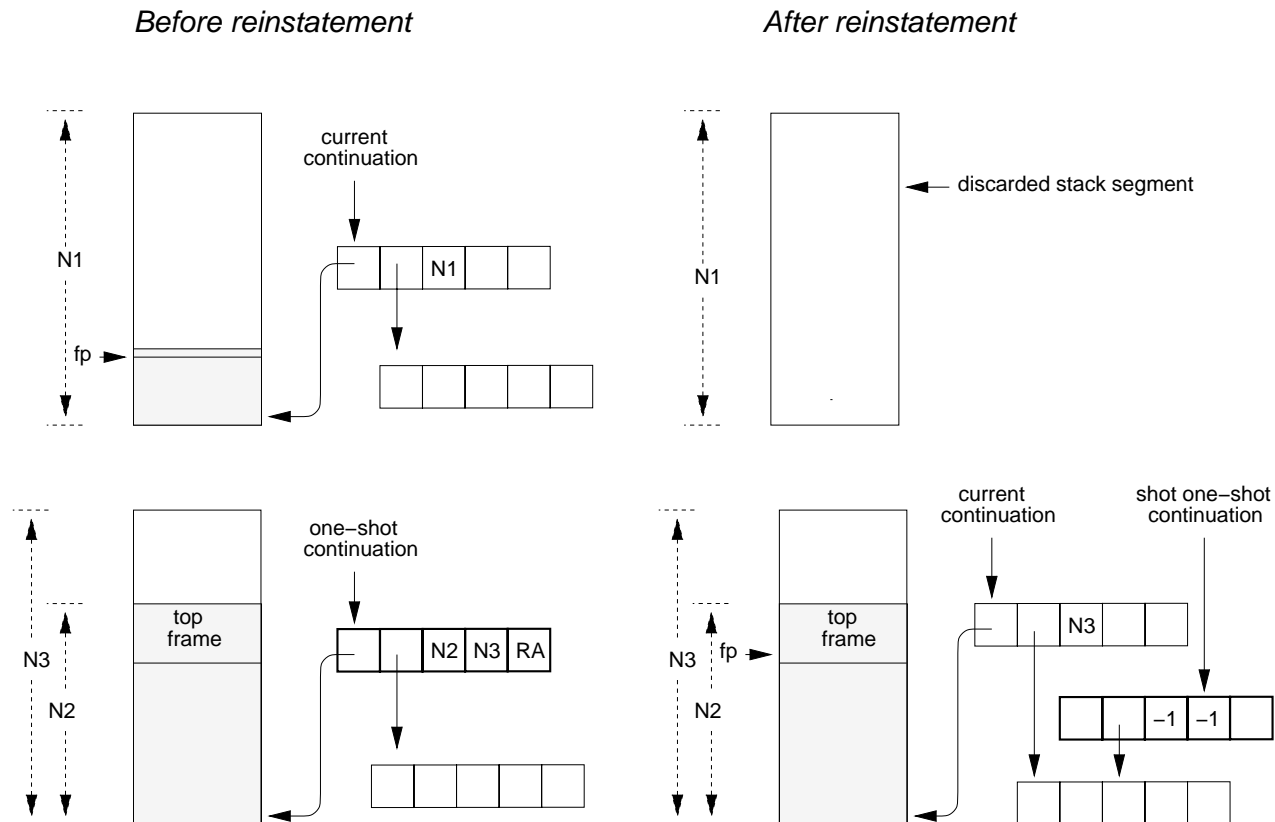 Before reinstatement
After reinstatement
current
continuation
N1
N1
fp
discarded stack segment
N1
one−shot
continuation
top
frame
N2
N3
RA
N3
N2
current
continuation
shot one−shot
continuation
top
frame
N3
fp
N3
N2
−1
−1